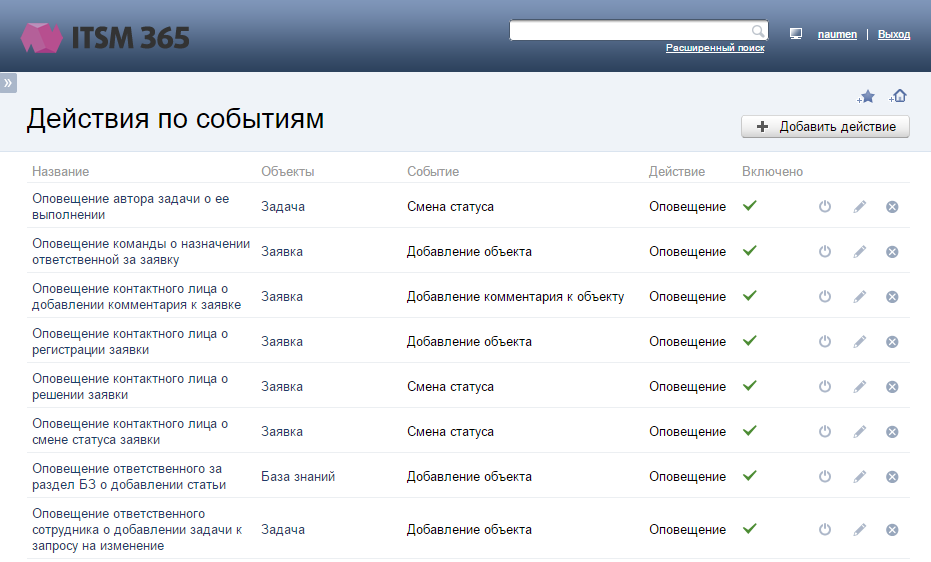 ITSM 365
naumen | Выход
Расширенный поиск
»
Действия по событиям
Добавить действие
Название Объекты Событие Действие Включено
Оповещение автора задачи о ее
выполнении
Задача Смена статуса Оповещение
Оповещение команды о назначении
ответственной за заявку
Заявка Добавление объекта Оповещение
Оповещение контактного лица о
добавлении комментария к заявке
Заявка Добавление комментария к объекту Оповещение
Оповещение контактного лица о
регистрации заявки
Заявка Добавление объекта Оповещение
Оповещение контактного лица о
решении заявки
Заявка Смена статуса Оповещение
Оповещение контактного лица о
смене статуса заявки
Заявка Смена статуса Оповещение
Оповещение ответственного за
раздел БЗ о добавлении статьи
База знаний Добавление объекта Оповещение
Оповещение ответственного
сотрудника о добавлении задачи к
запросу на изменение
Задача Добавление объекта Оповещение